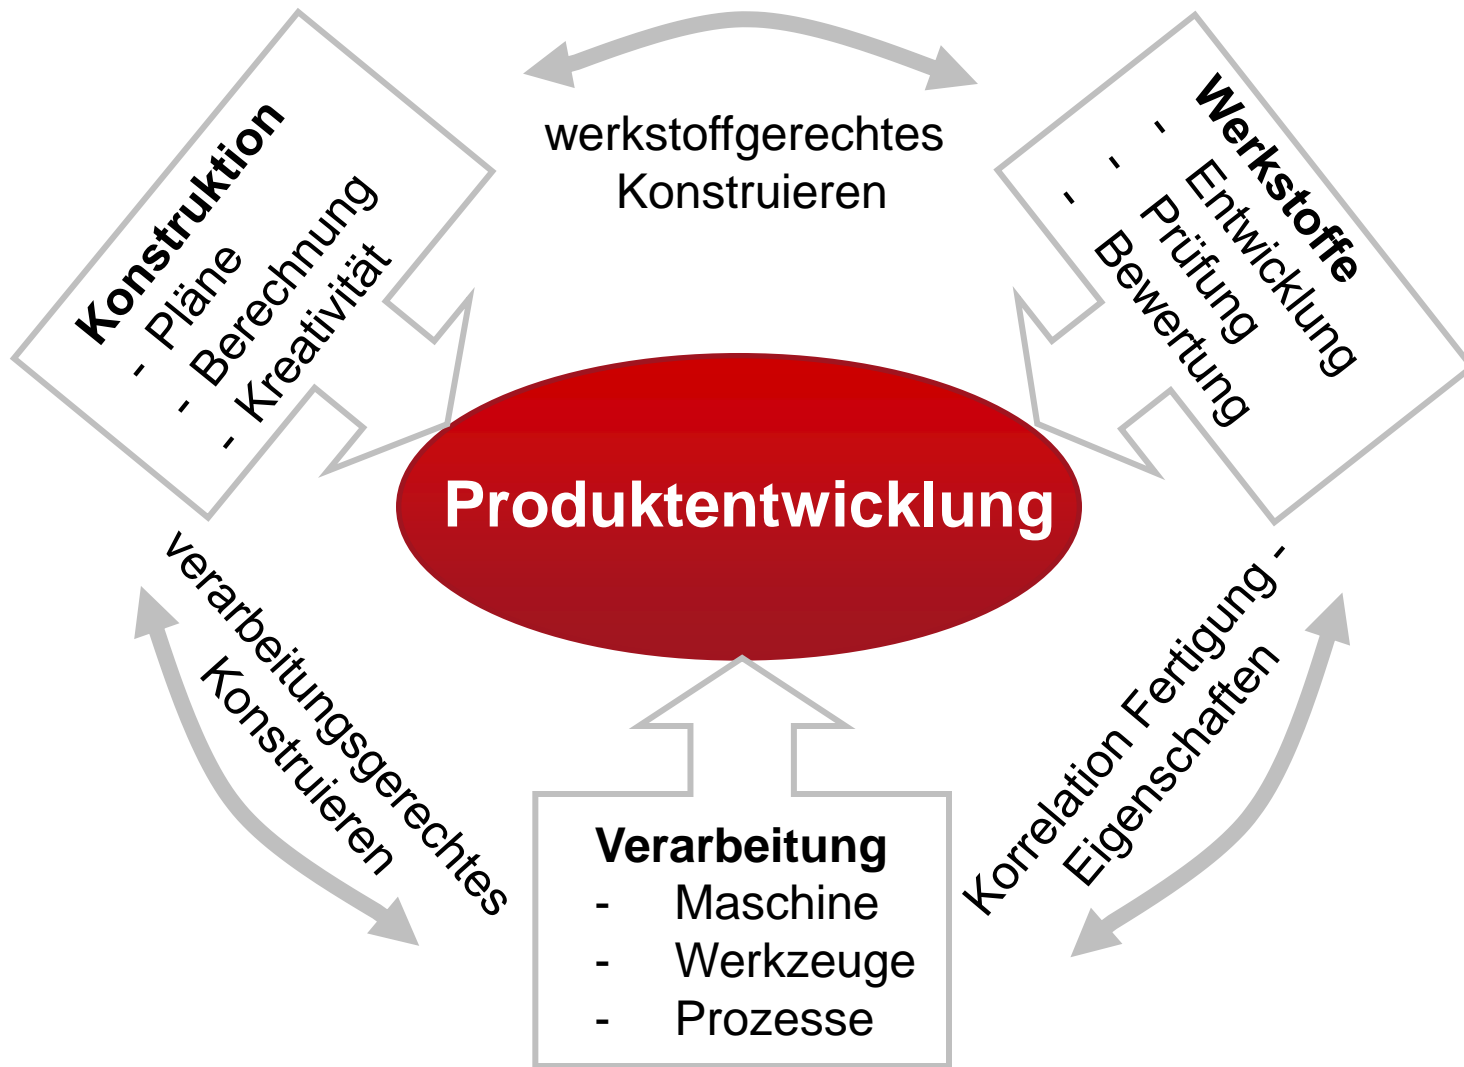 werkstoffgerechtes
Konstruieren
Konstruktion
- Pläne
- Berechnung
- Kreativität
Werkstoffe
- Entwicklung
- Prüfung
- Bewertung
Produktentwicklung
verarbeitungsgerechtes
Konstruieren
Korrelation Fertigung -
Eigenschaften
Verarbeitung
- Maschine
- Werkzeuge
- Prozesse